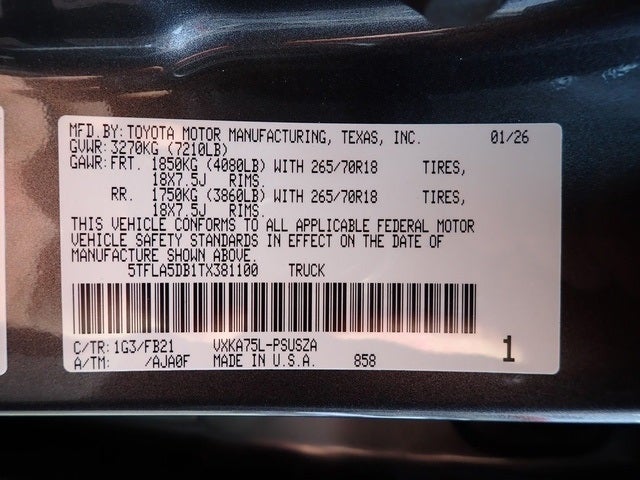 MFD.BY: TOYOTA MOTOR MANUFACTURING, TEXAS, INC. 01/26
GVWR: 3270KG (7210LB)
GAWR: FRT. 1850KG (4080LB) WITH 265/70R18 TIRES,
18X7.5J RIMS.
RR. 1750KG (3860LB) WITH 265/70R18 TIRES,
18X7.5J RIMS.
THIS VEHICLE CONFORMS TO ALL APPLICABLE FEDERAL MOTOR
VEHICLE SAFETY STANDARDS IN EFFECT ON THE DATE OF
MANUFACTURE SHOWN ABOVE.
5TFLA5DB1TX381100 TRUCK
C/TR: 1G3/FB21 VXKA75L-PSUSZA
A/TM: /AJA0F MADE IN U.S.A. 858
1